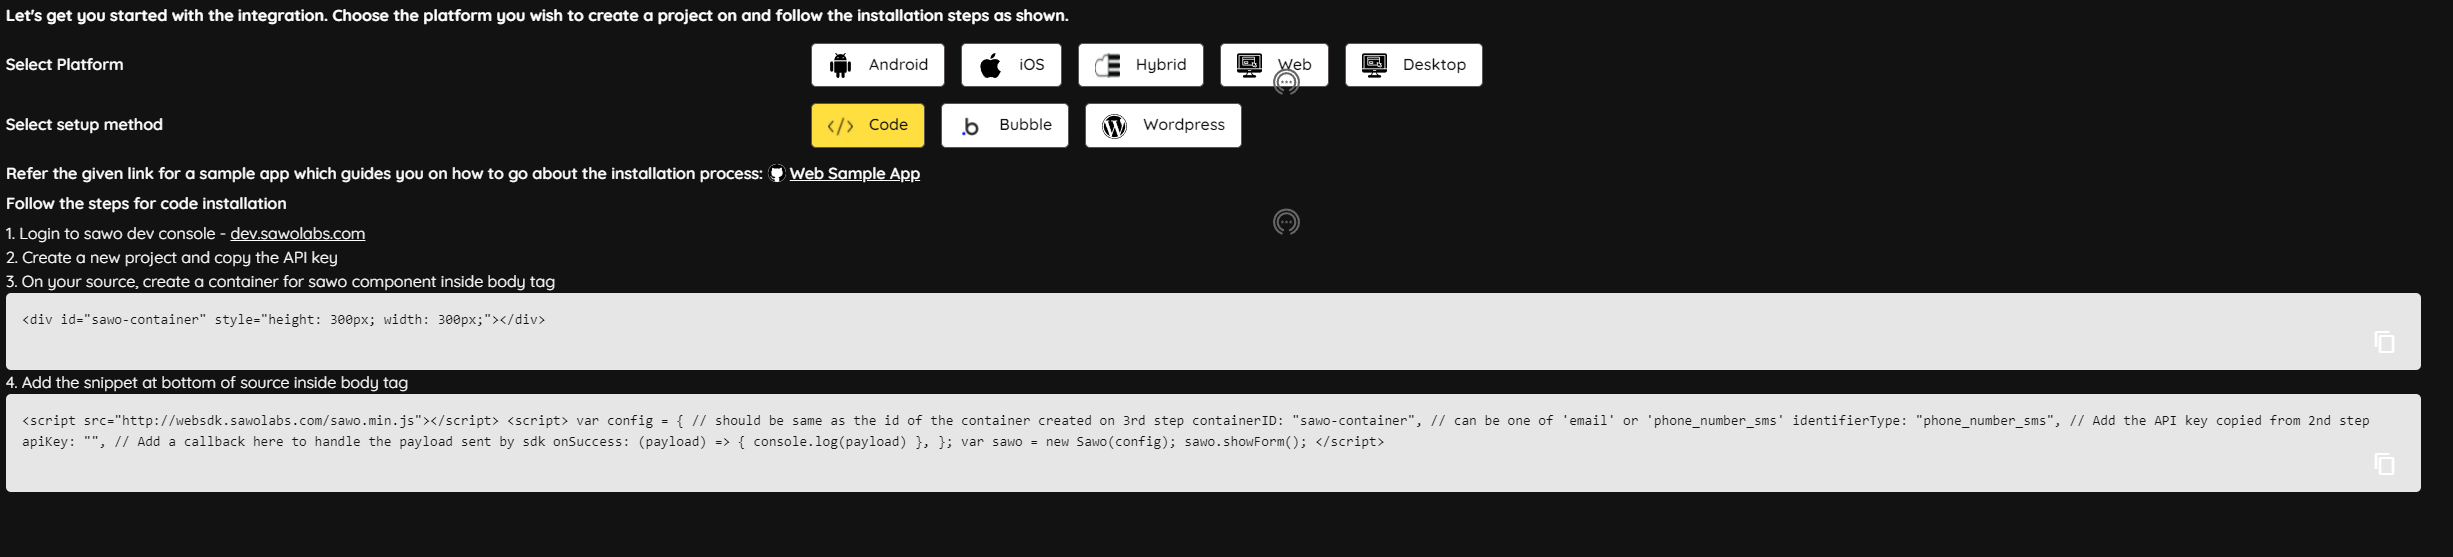 Let's get you started with the integration. Choose the platform you wish to create a project on and follow the installation steps as shown.
Select Platform
Android iOS Hybrid Web Desktop
Select setup method
</> Code .b Bubble Wordpress
Refer the given link for a sample app which guides you on how to go about the installation process: Web Sample App
Follow the steps for code installation
1. Login to sawo dev console - dev.sawolabs.com
2. Create a new project and copy the API key
3. On your source, create a container for sawo component inside body tag
<div id="sawo-container" style="height: 300px; width: 300px;"></div>
4. Add the snippet at bottom of source inside body tag
<script src="http://websdk.sawolabs.com/sawo.min.js"></script> <script> var config = { // should be same as the id of the container created on 3rd step containerID: "sawo-container", // can be one of 'email' or 'phone_number_sms' identifierType: "phone_number_sms", // Add the API key copied from 2nd step
apiKey: "", // Add a callback here to handle the payload sent by sdk onSuccess: (payload) => { console.log(payload) }, }; var sawo = new Sawo(config); sawo.showForm(); </script>